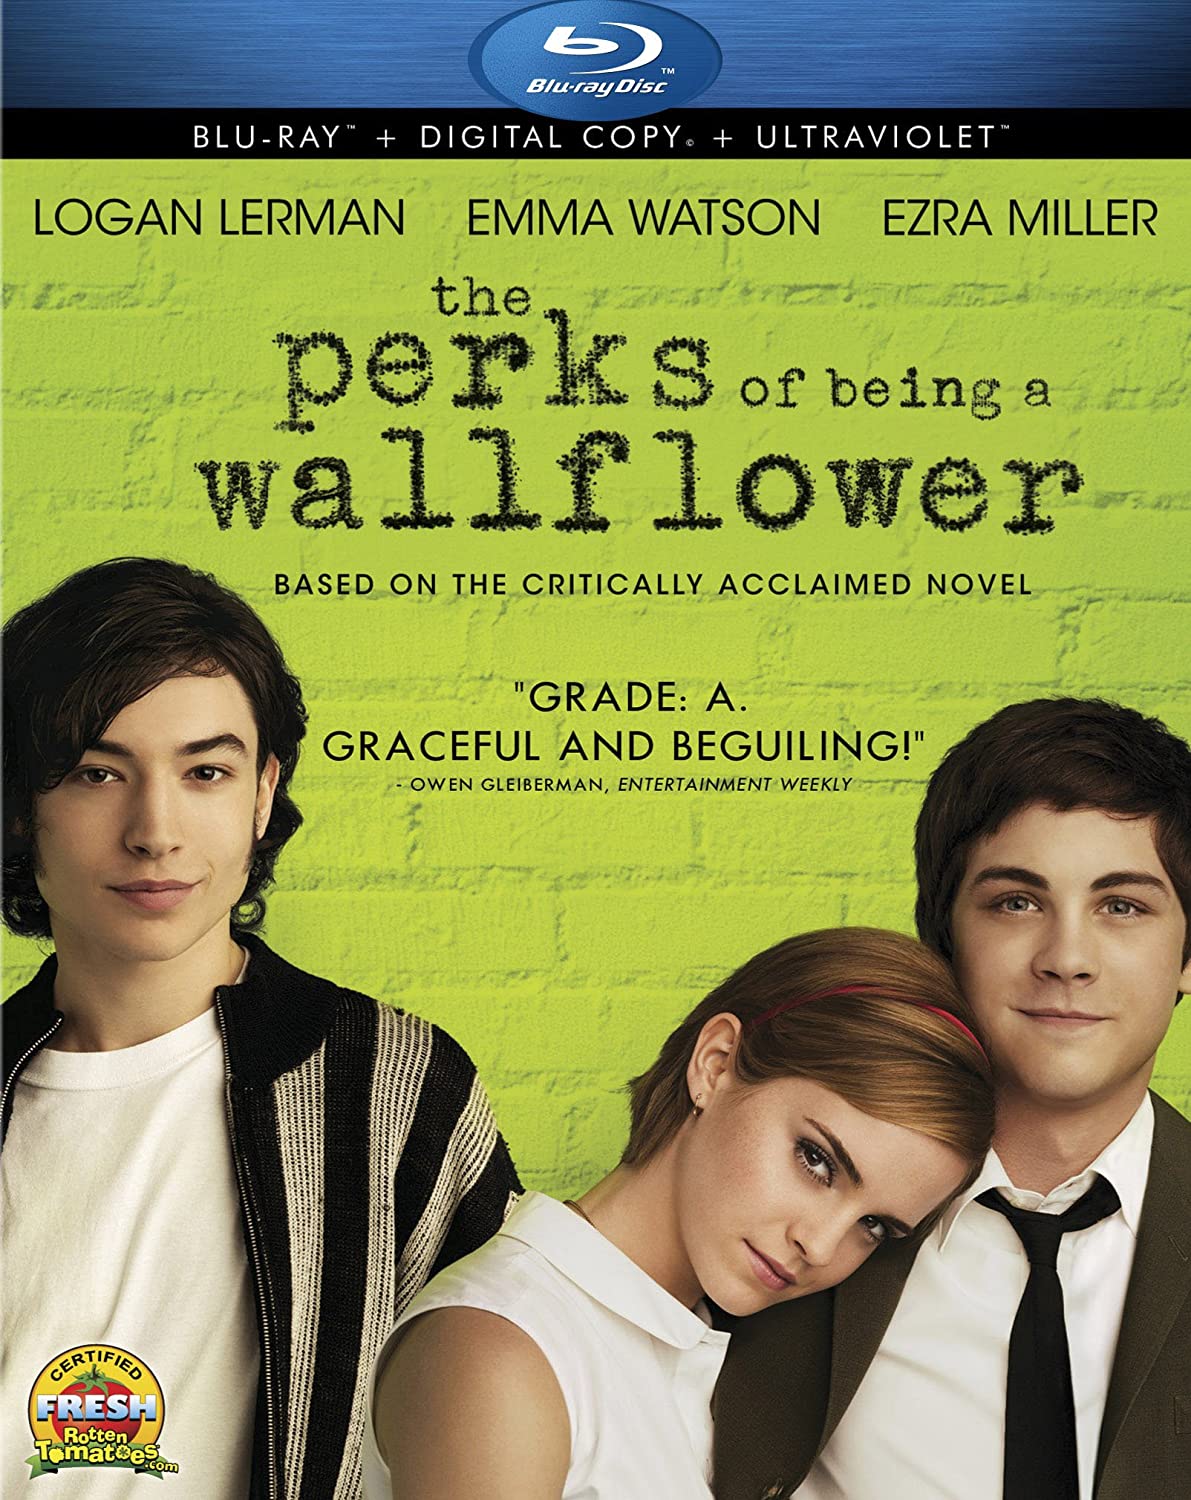 Blu-ray Disc™
BLU-RAY™ + DIGITAL COPY© + ULTRAVIOLET™
LOGAN LERMAN EMMA WATSON EZRA MILLER
the
perks of being a
wallflower
BASED ON THE CRITICALLY ACCLAIMED NOVEL
"GRADE: A.
GRACEFUL AND BEGUILING!"
- OWEN GLEIBERMAN, ENTERTAINMENT WEEKLY
CERTIFIED
FRESH
Rotten
Tomatoes.com